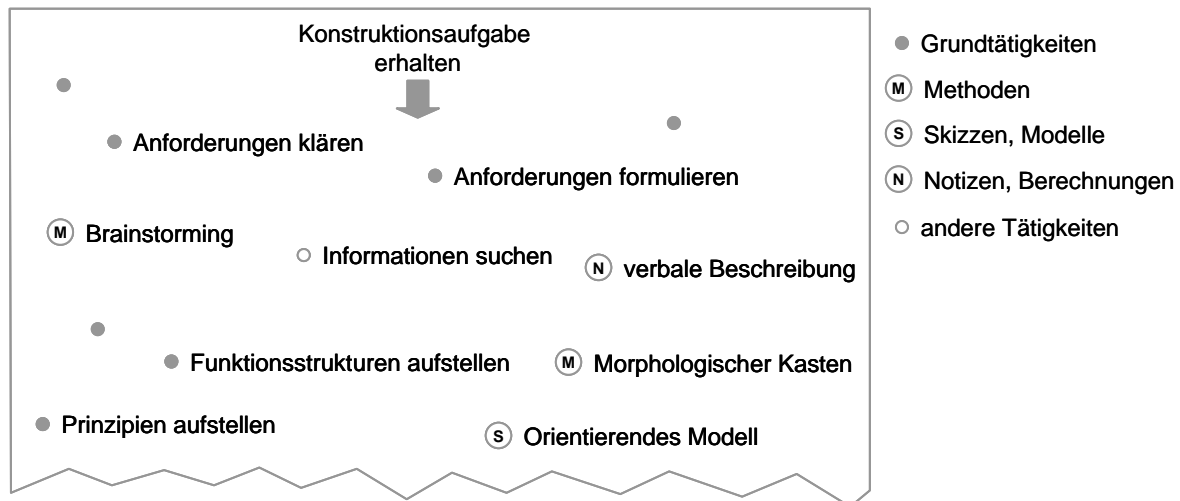 Konstruktionsaufgabe
erhalten
Anforderungen klären
Anforderungen formulieren
M Brainstorming
Informationen suchen
N verbale Beschreibung
Funktionsstrukturen aufstellen
M Morphologischer Kasten
Prinzipien aufstellen
S Orientierendes Modell
Grundtätigkeiten
M Methoden
S Skizzen, Modelle
N Notizen, Berechnungen
andere Tätigkeiten